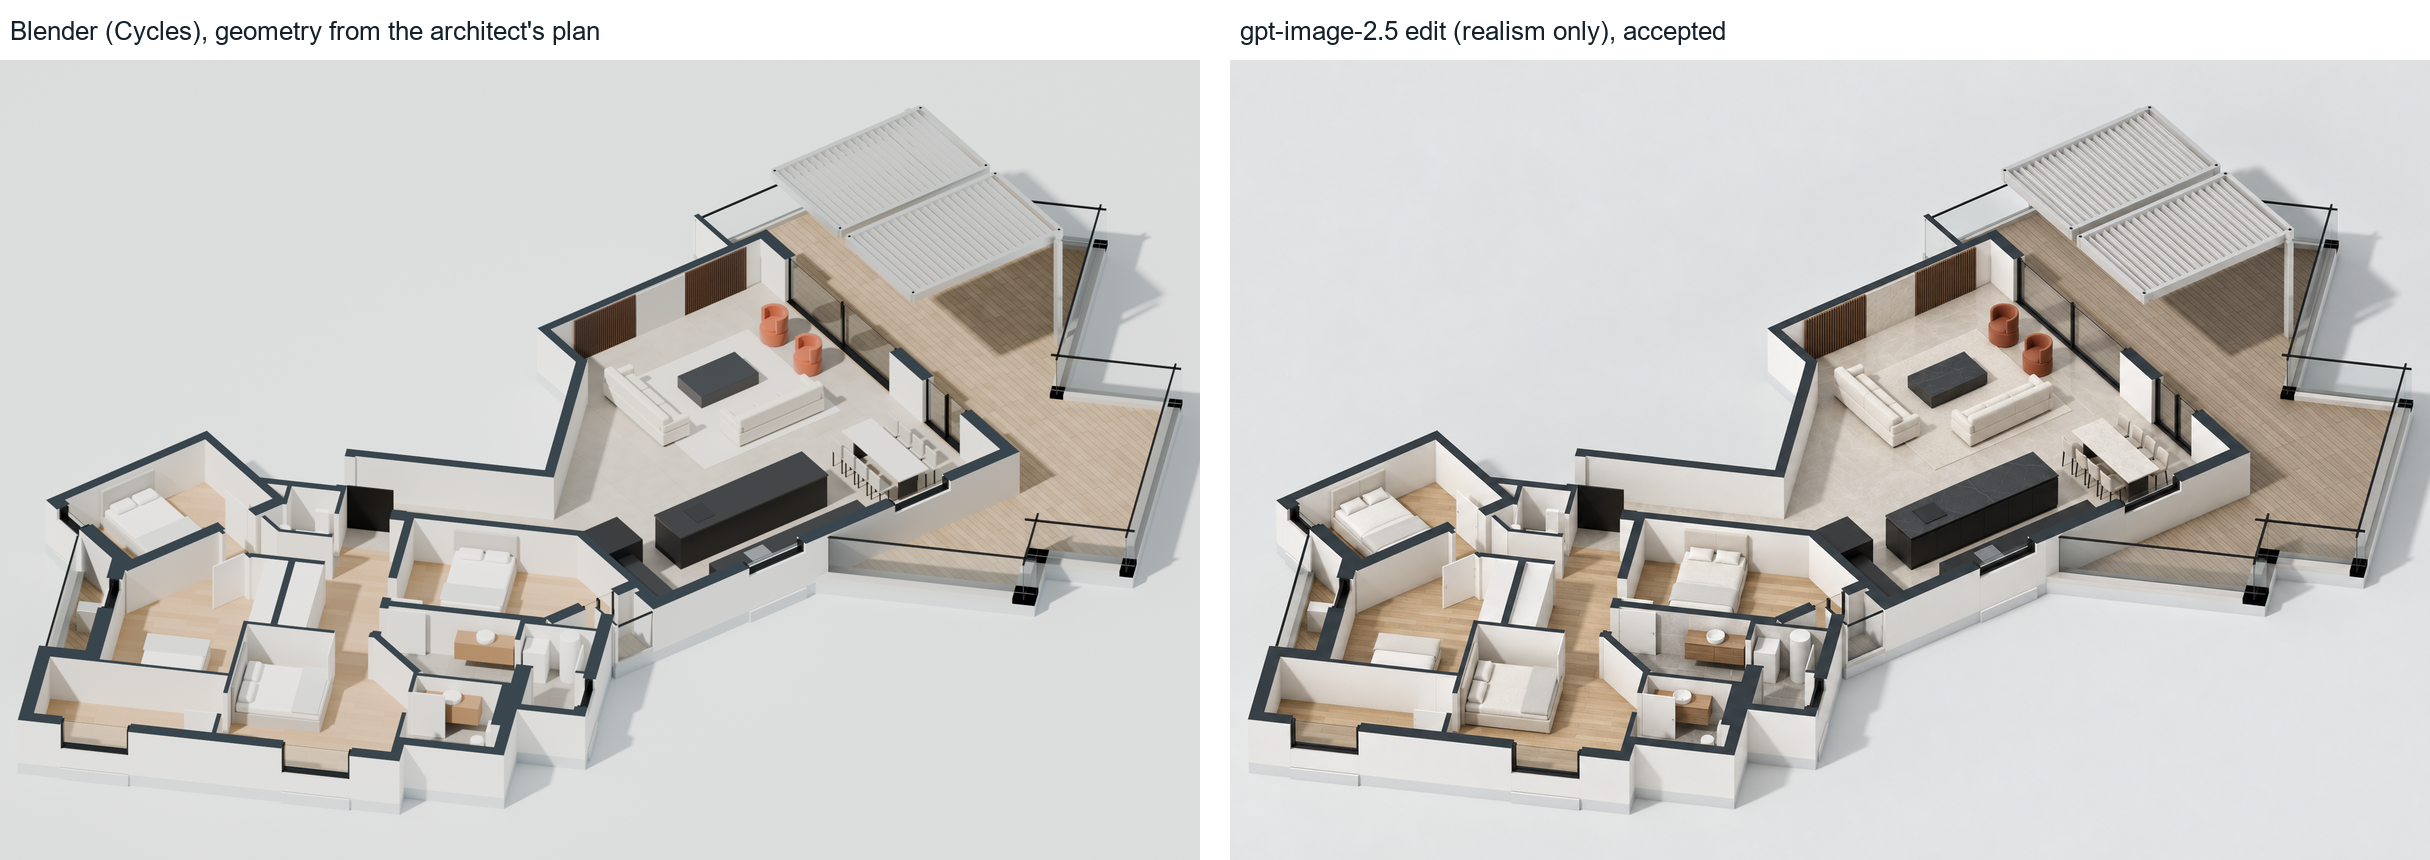 Blender (Cycles), geometry from the architect's plan
gpt-image-2.5 edit (realism only), accepted